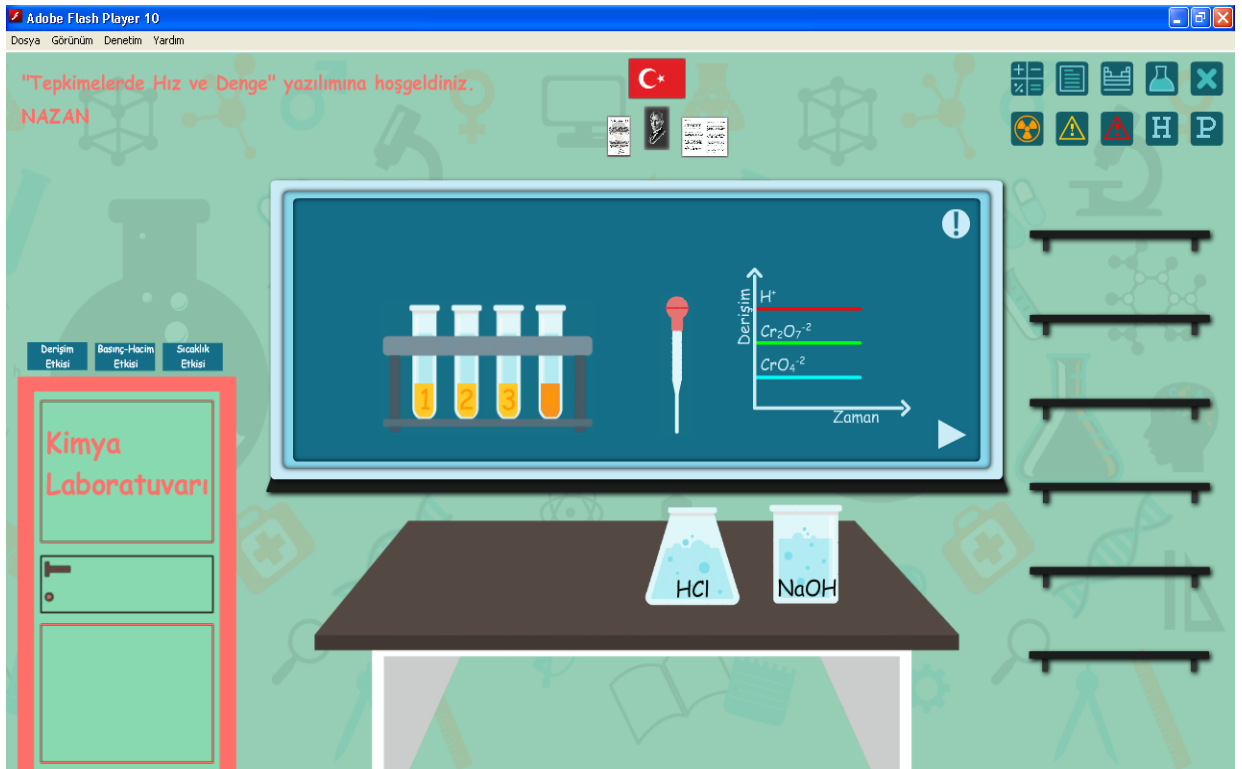 Adobe Flash Player 10
Dosya Görünüm Denetim Yardım
"Tepkimelerde Hız ve Denge" yazılımına hoşgeldiniz.
NAZAN
H P
Derişim
H⁺
Cr₂O₇⁻²
CrO₄⁻²
Zaman
1 2 3
Derişim Etkisi
Basınç-Hacim Etkisi
Sıcaklık Etkisi
Kimya
Laboratuvarı
HCl
NaOH